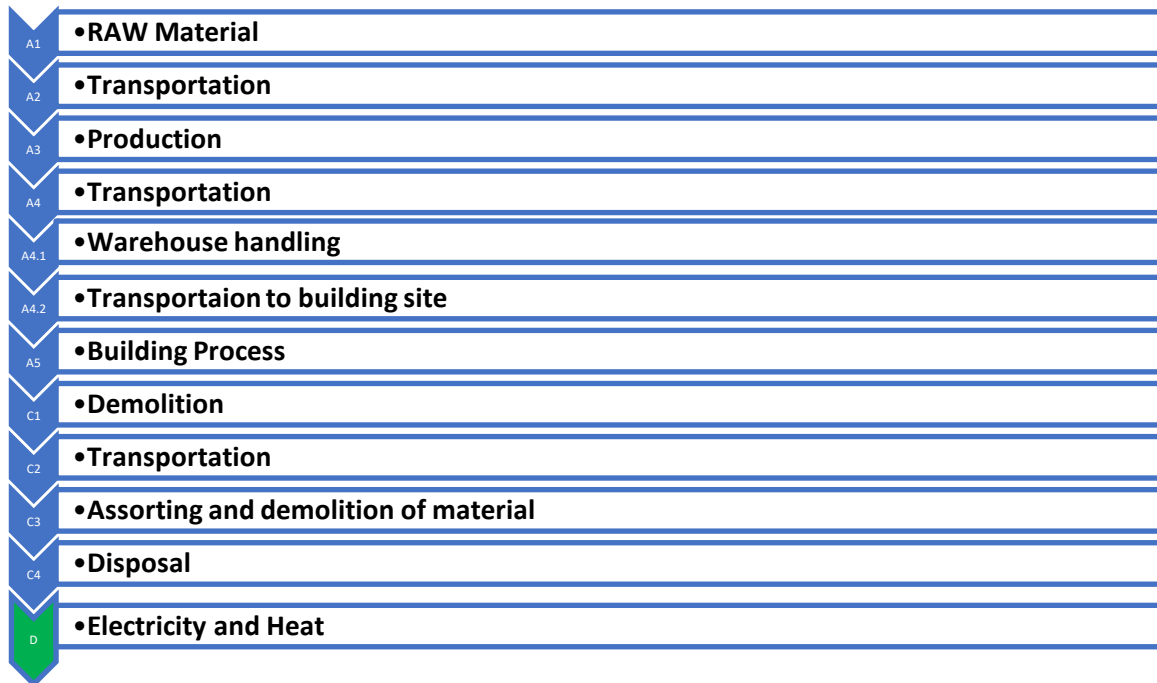 A1 •RAW Material
A2 •Transportation
A3 •Production
A4 •Transportation
A4.1 •Warehouse handling
A4.2 •Transportaion to building site
A5 •Building Process
C1 •Demolition
C2 •Transportation
C3 •Assorting and demolition of material
C4 •Disposal
D •Electricity and Heat